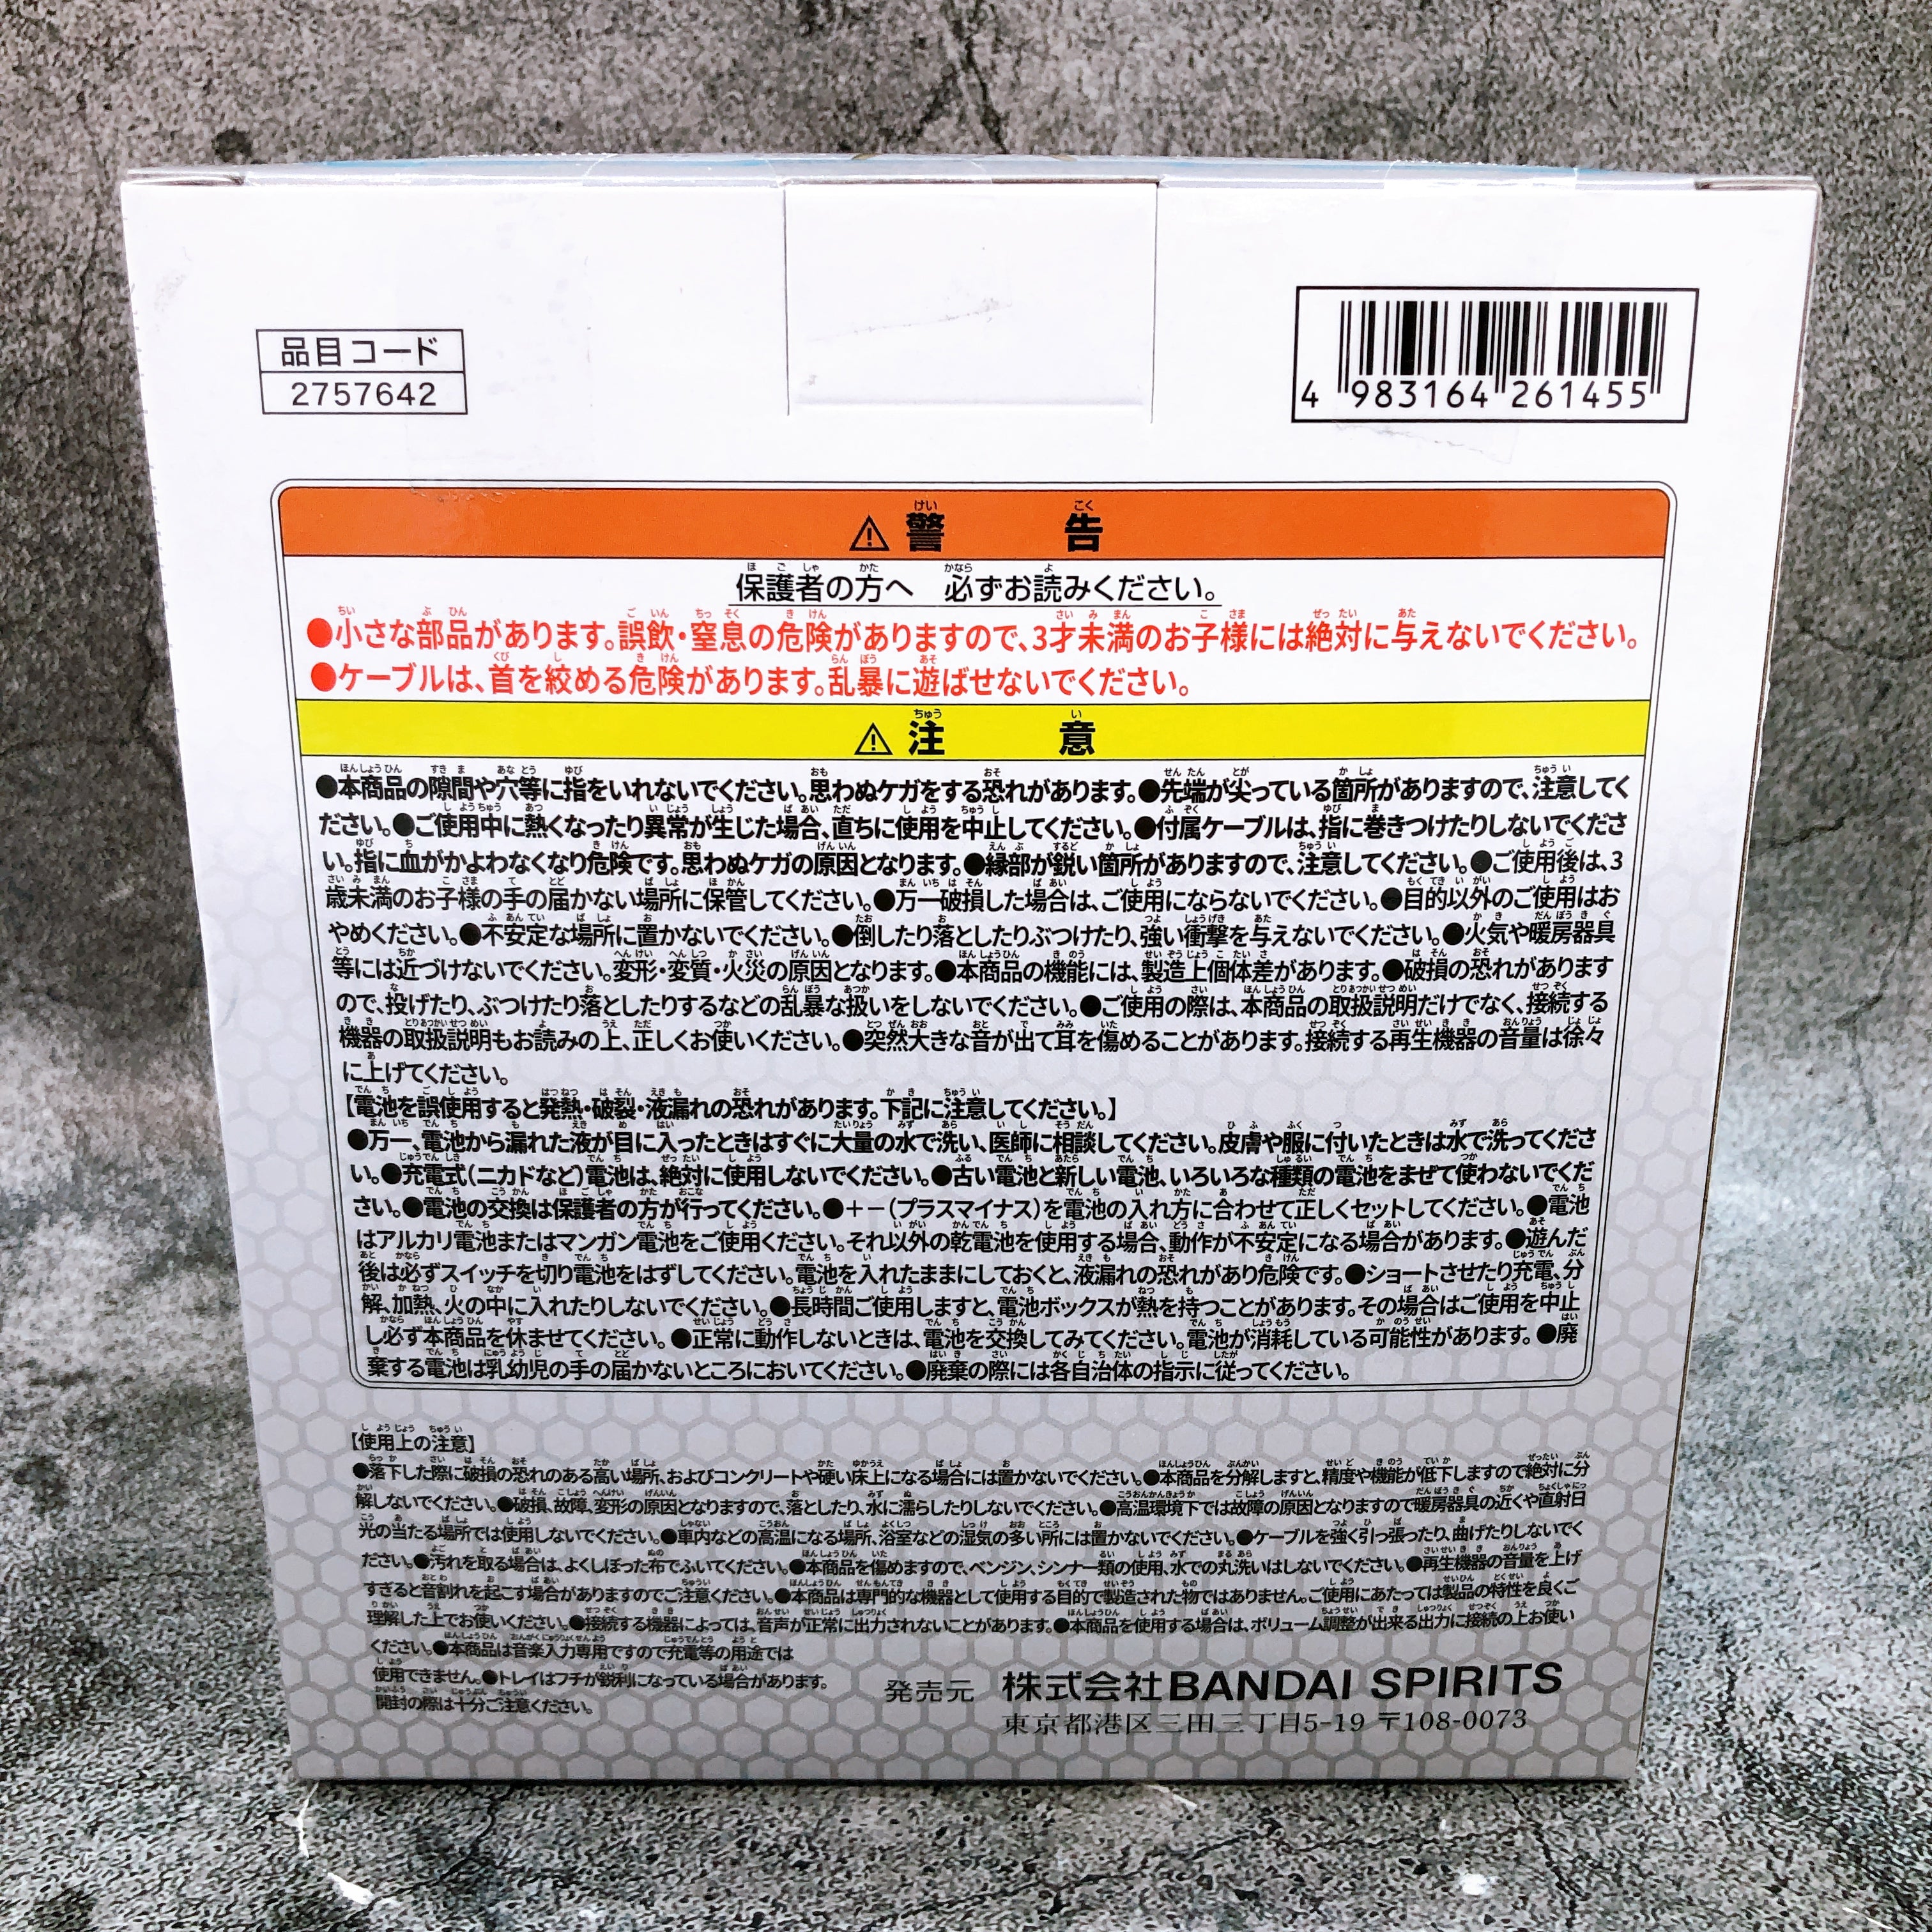 品目コード
2757642
4 983164 261455
⚠警告
保護者の方へ 必ずお読みください。
●小さな部品があります。誤飲・窒息の危険がありますので、3才未満のお子様には絶対に与えないでください。
●ケーブルは、首を絞める危険があります。乱暴に遊ばせないでください。
⚠注意
●本商品の隙間や穴等に指をいれないでください。思わぬケガをする恐れがあります。●先端が尖っている箇所がありますので、注意してく
ださい。●ご使用中に熱くなったり異常が生じた場合、直ちに使用を中止してください。●付属ケーブルは、指に巻きつけたりしないでくださ
い。指に血がかよわなくなり危険です。思わぬケガの原因となります。●縁部が鋭い箇所がありますので、注意してください。●ご使用後は、3
歳未満のお子様の手の届かない場所に保管してください。●万一破損した場合は、ご使用にならないでください。●目的以外のご使用はお
やめください。●不安定な場所に置かないでください。●倒したり落としたりぶつけたり、強い衝撃を与えないでください。●火気や暖房器具
等には近づけないでください。変形・変質・火災の原因となります。●本商品の機能には、製造上個体差があります。●破損の恐れがあります
ので、投げたり、ぶつけたり落としたりするなどの乱暴な扱いをしないでください。●ご使用の際は、本商品の取扱説明だけでなく、接続する
機器の取扱説明もお読みの上、正しくお使いください。●突然大きな音が出て耳を傷めることがあります。接続する再生機器の音量は徐々
に上げてください。
【電池を誤使用すると発熱・破裂・液漏れの恐れがあります。下記に注意してください。】
●万一、電池から漏れた液が目に入ったときはすぐに大量の水で洗い、医師に相談してください。皮膚や服に付いたときは水で洗ってくださ
い。●充電式(ニカドなど)電池は、絶対に使用しないでください。●古い電池と新しい電池、いろいろな種類の電池をまぜて使わないでくだ
さい。●電池の交換は保護者の方が行ってください。●+−(プラスマイナス)を電池の入れ方に合わせて正しくセットしてください。●電池
はアルカリ電池またはマンガン電池をご使用ください。それ以外の乾電池を使用する場合、動作が不安定になる場合があります。●遊んだ
後は必ずスイッチを切り電池をはずしてください。電池を入れたままにしておくと、液漏れの恐れがあり危険です。●ショートさせたり充電、分
解、加熱、火の中に入れたりしないでください。●長時間ご使用しますと、電池ボックスが熱を持つことがあります。その場合はご使用を中止
し必ず本商品を休ませてください。●正常に動作しないときは、電池を交換してみてください。電池が消耗している可能性があります。●廃
棄する電池は乳幼児の手の届かないところにおいてください。●廃棄の際には各自治体の指示に従ってください。
【使用上の注意】
●落下した際に破損の恐れのある高い場所、およびコンクリートや硬い床上になる場合には置かないでください。●本商品を分解しますと、精度や機能が低下しますので絶対に分
解しないでください。●破損、故障、変形の原因となりますので、落としたり、水に濡らしたりしないでください。●高温環境下では故障の原因となりますので暖房器具の近くや直射日
光の当たる場所では使用しないでください。●車内などの高温になる場所、浴室などの湿気の多い所には置かないでください。●ケーブルを強く引っ張ったり、曲げたりしないでく
ださい。●汚れを取る場合は、よくしぼった布でふいてください。●本商品を傷めますので、ベンジン、シンナー類の使用、水での丸洗いはしないでください。●再生機器の音量を上げ
すぎると音割れを起こす場合がありますのでご注意ください。●本商品は専門的な機器として使用する目的で製造された物ではありません。ご使用にあたっては製品の特性を良くご
理解した上でお使いください。●接続する機器によっては、音声が正常に出力されないことがあります。●本商品を使用する場合は、ボリューム調整が出来る出力に接続の上お使い
ください。●本商品は音楽入力専用ですので充電等の用途では
使用できません。●トレイはフチが鋭利になっている場合があります。
開封の際は十分ご注意ください。
発売元 株式会社BANDAI SPIRITS
東京都港区三田三丁目5-19 〒108-0073